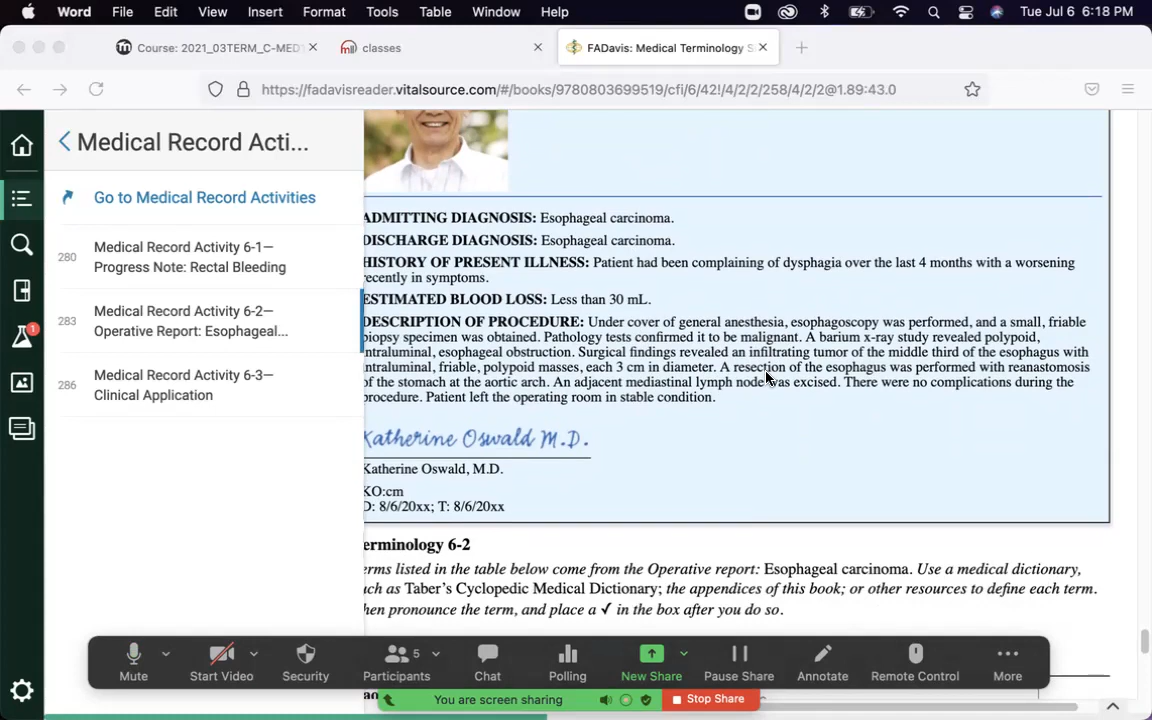 Word File Edit View Insert Format Tools Table Window Help Tue Jul 6 6:18 PM
Course: 2021_03TERM_C-MED classes FADavis: Medical Terminology S
https://fadavisreader.vitalsource.com/#/books/9780803699519/cfi/6/42!/4/2/2/258/4/2/2@1.89:43.0
Medical Record Acti...
Go to Medical Record Activities
280 Medical Record Activity 6-1—
Progress Note: Rectal Bleeding
283 Medical Record Activity 6-2—
Operative Report: Esophageal...
286 Medical Record Activity 6-3—
Clinical Application
1
ADMITTING DIAGNOSIS: Esophageal carcinoma.
DISCHARGE DIAGNOSIS: Esophageal carcinoma.
HISTORY OF PRESENT ILLNESS: Patient had been complaining of dysphagia over the last 4 months with a worsening
recently in symptoms.
ESTIMATED BLOOD LOSS: Less than 30 mL.
DESCRIPTION OF PROCEDURE: Under cover of general anesthesia, esophagoscopy was performed, and a small, friable
biopsy specimen was obtained. Pathology tests confirmed it to be malignant. A barium x-ray study revealed polypoid,
intraluminal, esophageal obstruction. Surgical findings revealed an infiltrating tumor of the middle third of the esophagus with
intraluminal, friable, polypoid masses, each 3 cm in diameter. A resection of the esophagus was performed with reanastomosis
of the stomach at the aortic arch. An adjacent mediastinal lymph node was excised. There were no complications during the
procedure. Patient left the operating room in stable condition.
Katherine Oswald M.D.
Katherine Oswald, M.D.
KO:cm
D: 8/6/20xx; T: 8/6/20xx
erminology 6-2
erms listed in the table below come from the Operative report: Esophageal carcinoma. Use a medical dictionary,
uch as Taber's Cyclopedic Medical Dictionary; the appendices of this book; or other resources to define each term.
hen pronounce the term, and place a ✓ in the box after you do so.
Mute Start Video Security Participants 5 Chat Polling New Share Pause Share Annotate Remote Control More
You are screen sharing Stop Share